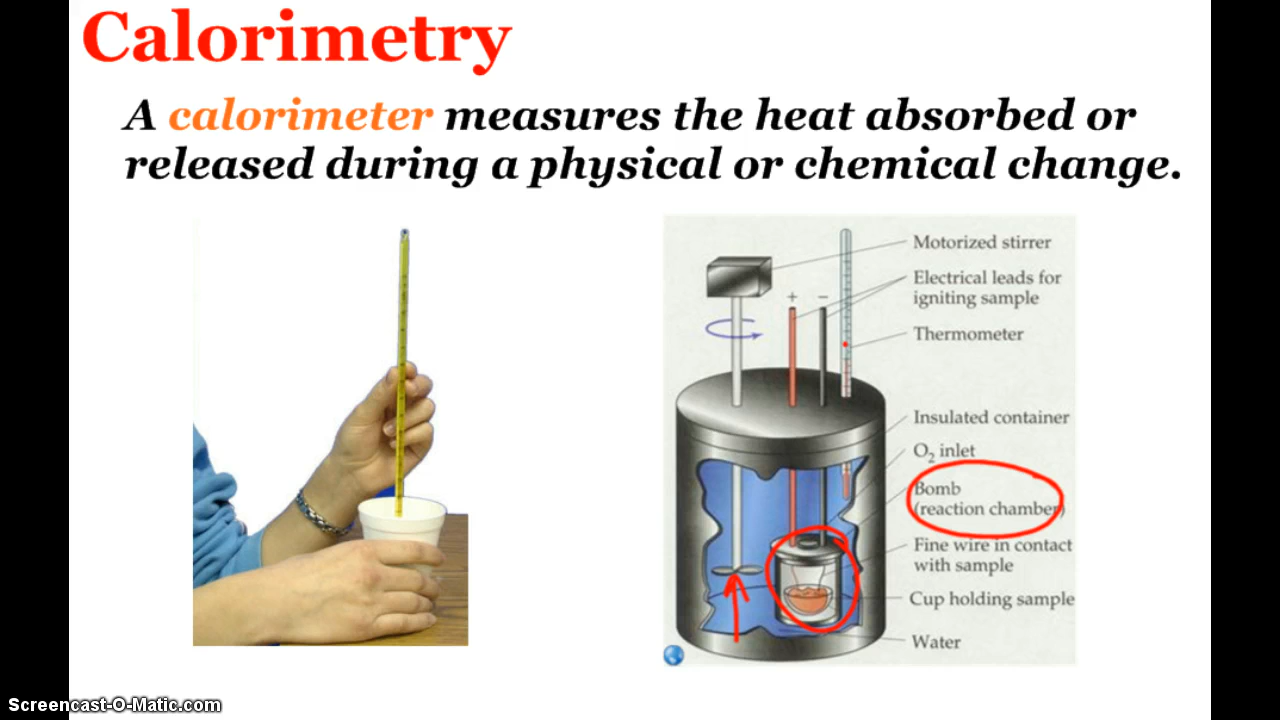 Calorimetry
A calorimeter measures the heat absorbed or
released during a physical or chemical change.
Motorized stirrer
Electrical leads for
igniting sample
+ −
Thermometer
Insulated container
O₂ inlet
Bomb
(reaction chamber)
Fine wire in contact
with sample
Cup holding sample
Water
Screencast-O-Matic.com